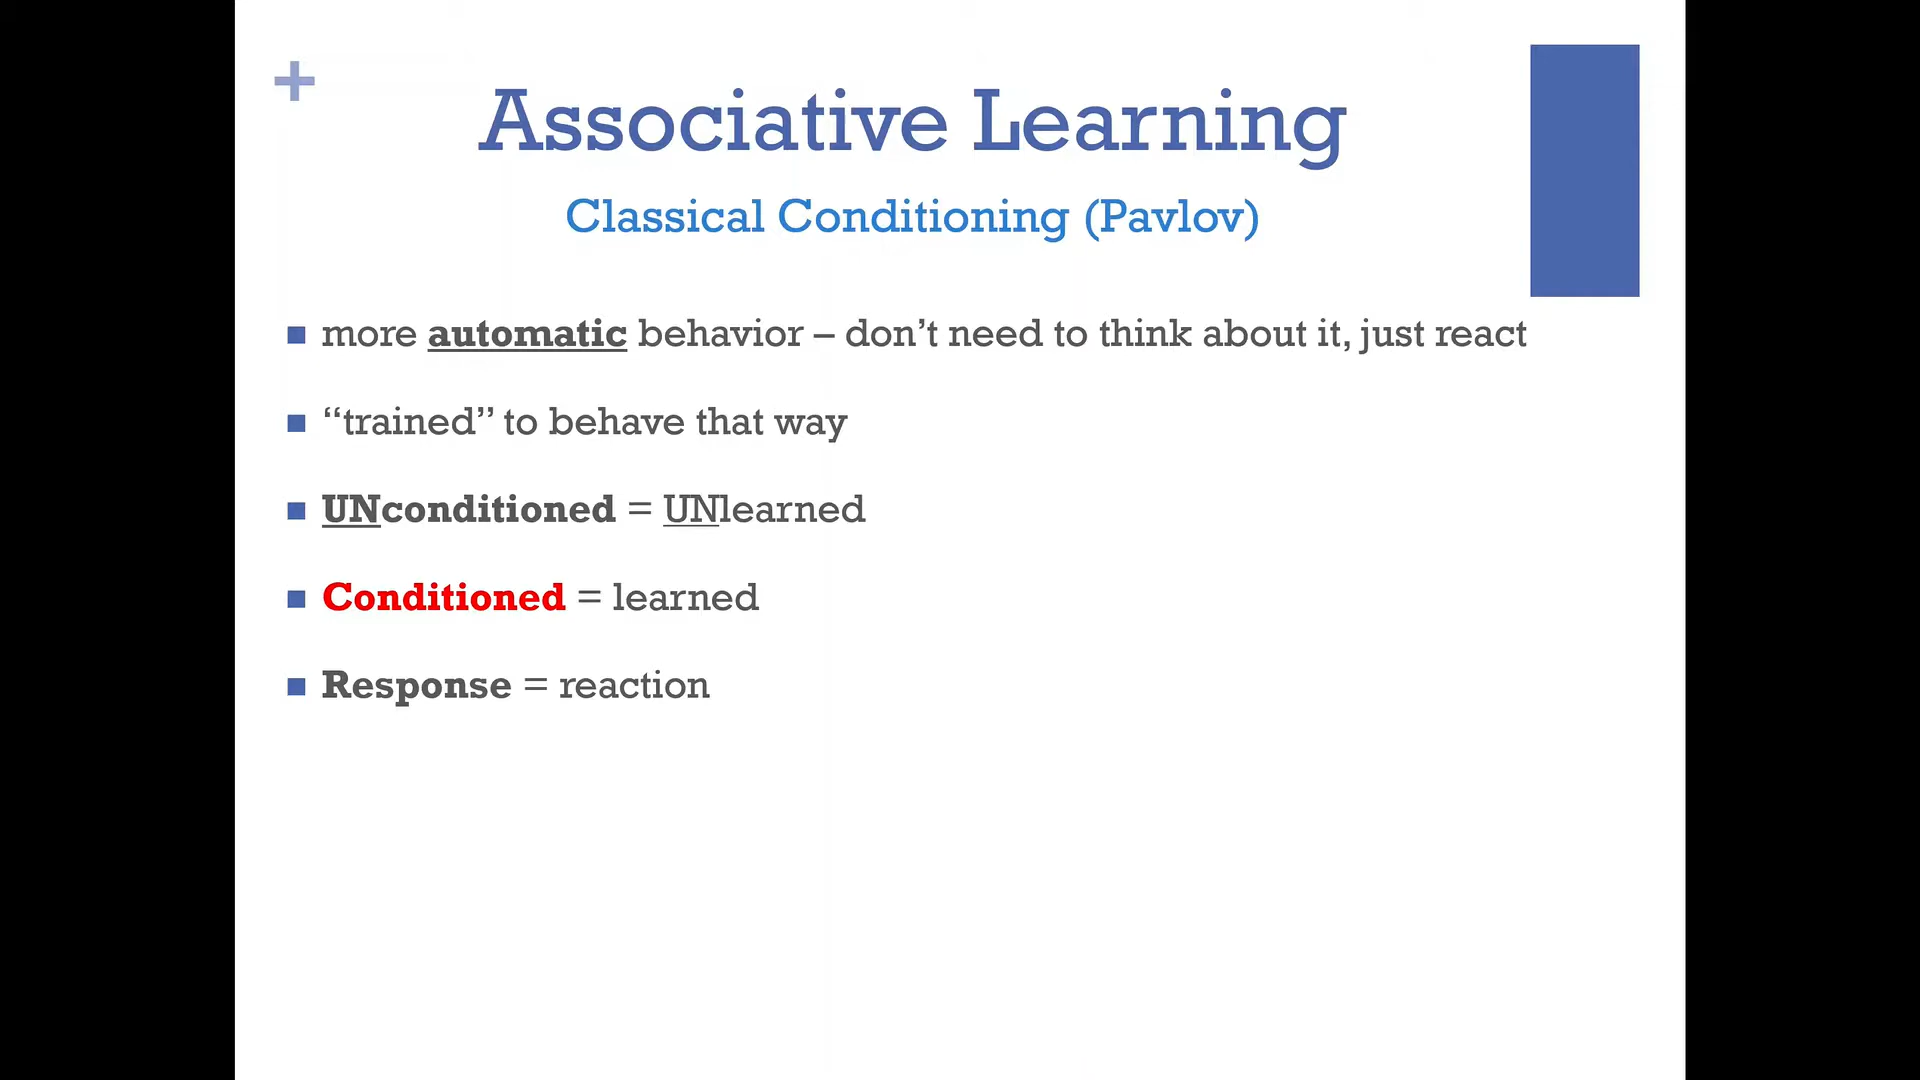 +
Associative Learning
Classical Conditioning (Pavlov)
■ more automatic behavior – don’t need to think about it, just react
■ “trained” to behave that way
■ UNconditioned = UNlearned
■ Conditioned = learned
■ Response = reaction